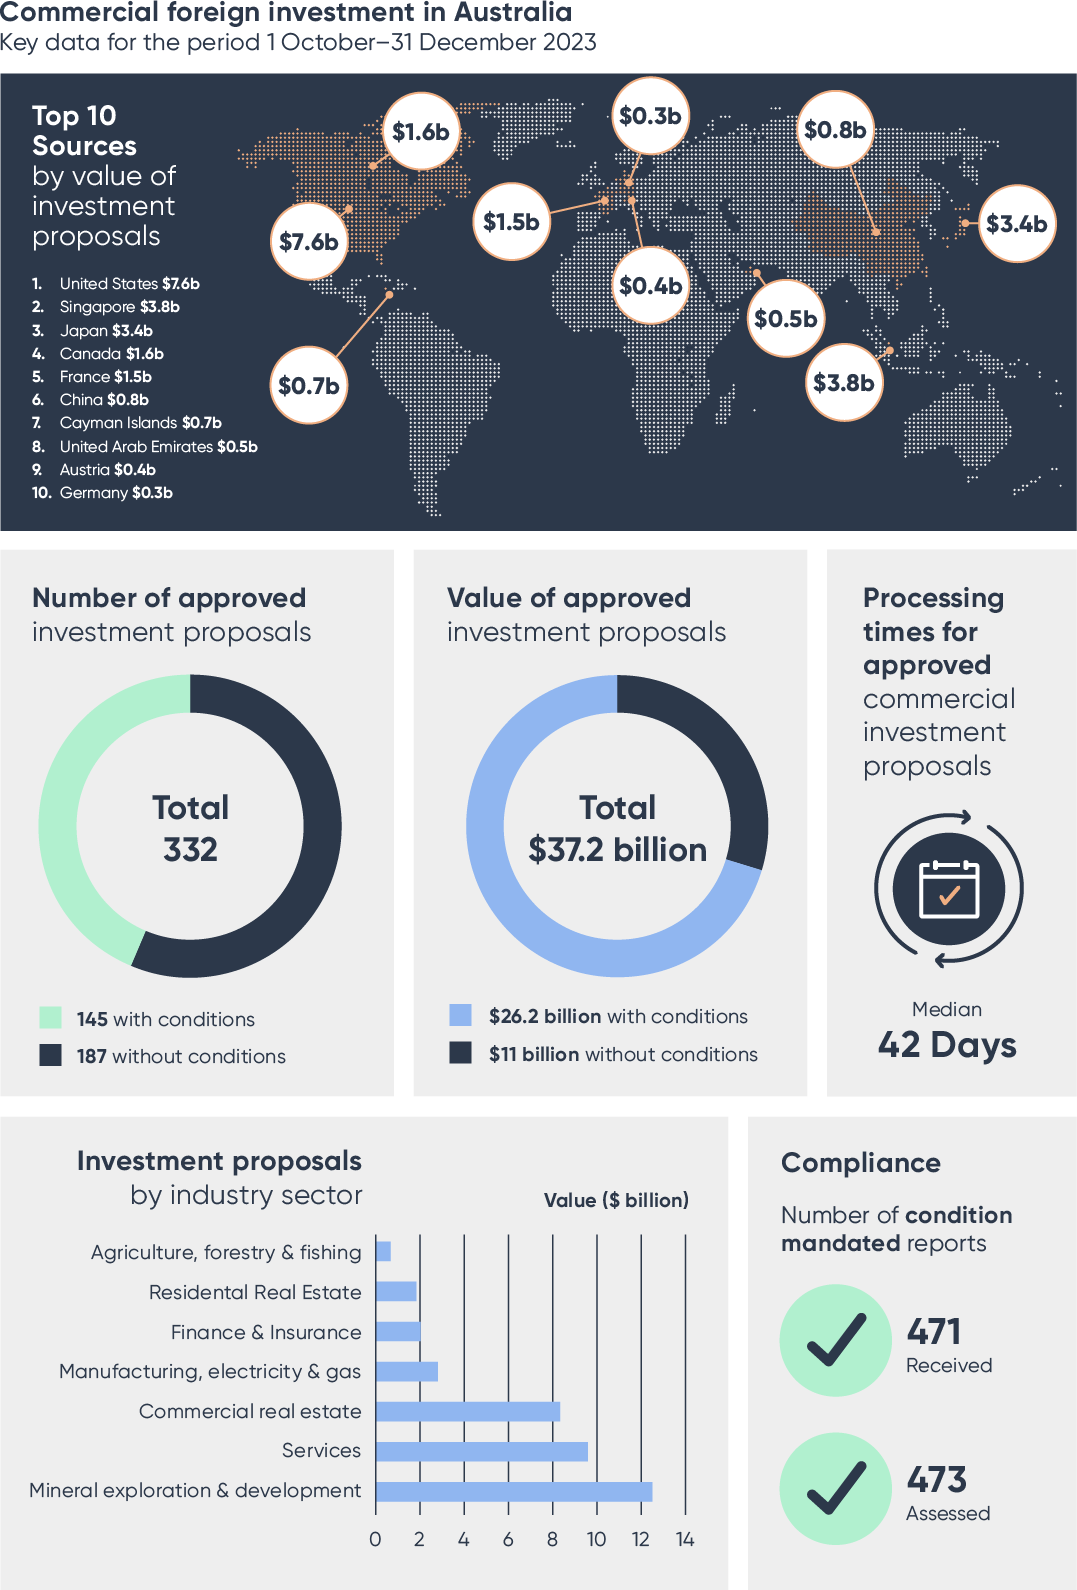 Commercial foreign investment in Australia
Key data for the period 1 October–31 December 2023
Top 10
Sources
by value of
investment
proposals
1. United States $7.6b
2. Singapore $3.8b
3. Japan $3.4b
4. Canada $1.6b
5. France $1.5b
6. China $0.8b
7. Cayman Islands $0.7b
8. United Arab Emirates $0.5b
9. Austria $0.4b
10. Germany $0.3b
$1.6b
$0.3b
$0.8b
$7.6b
$1.5b
$3.4b
$0.4b
$0.5b
$0.7b
$3.8b
Number of approved
investment proposals
Total
332
145 with conditions
187 without conditions
Value of approved
investment proposals
Total
$37.2 billion
$26.2 billion with conditions
$11 billion without conditions
Processing
times for
approved
commercial
investment
proposals
Median
42 Days
Investment proposals
by industry sector
Value ($ billion)
Agriculture, forestry & fishing
Residental Real Estate
Finance & Insurance
Manufacturing, electricity & gas
Commercial real estate
Services
Mineral exploration & development
0 2 4 6 8 10 12 14
Compliance
Number of condition
mandated reports
471
Received
473
Assessed